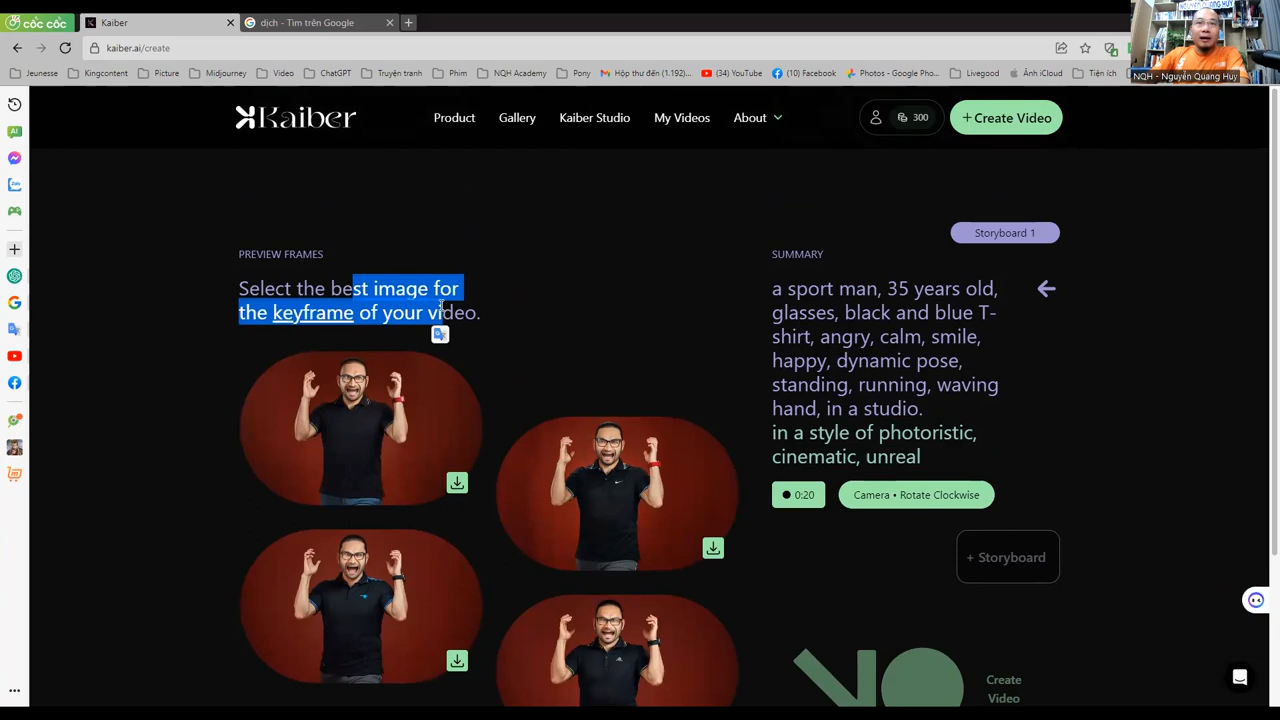 cốc cốc
Kaiber
dịch - Tìm trên Google
kaiber.ai/create
Jeunesse
Kingcontent
Picture
Midjourney
Video
ChatGPT
Truyện tranh
Phim
NQH Academy
Pony
Hộp thư đến (1.192)...
(34) YouTube
(10) Facebook
Photos - Google Pho...
Livegood
Ảnh iCloud
Tiện ích
NQH - Nguyễn Quang Huy
Kaiber
Product
Gallery
Kaiber Studio
My Videos
About
300
+ Create Video
Storyboard 1
PREVIEW FRAMES
Select the best image for
the keyframe of your video.
SUMMARY
a sport man, 35 years old,
glasses, black and blue T-
shirt, angry, calm, smile,
happy, dynamic pose,
standing, running, waving
hand, in a studio.
in a style of photoristic,
cinematic, unreal
0:20
Camera • Rotate Clockwise
+ Storyboard
Create
Video